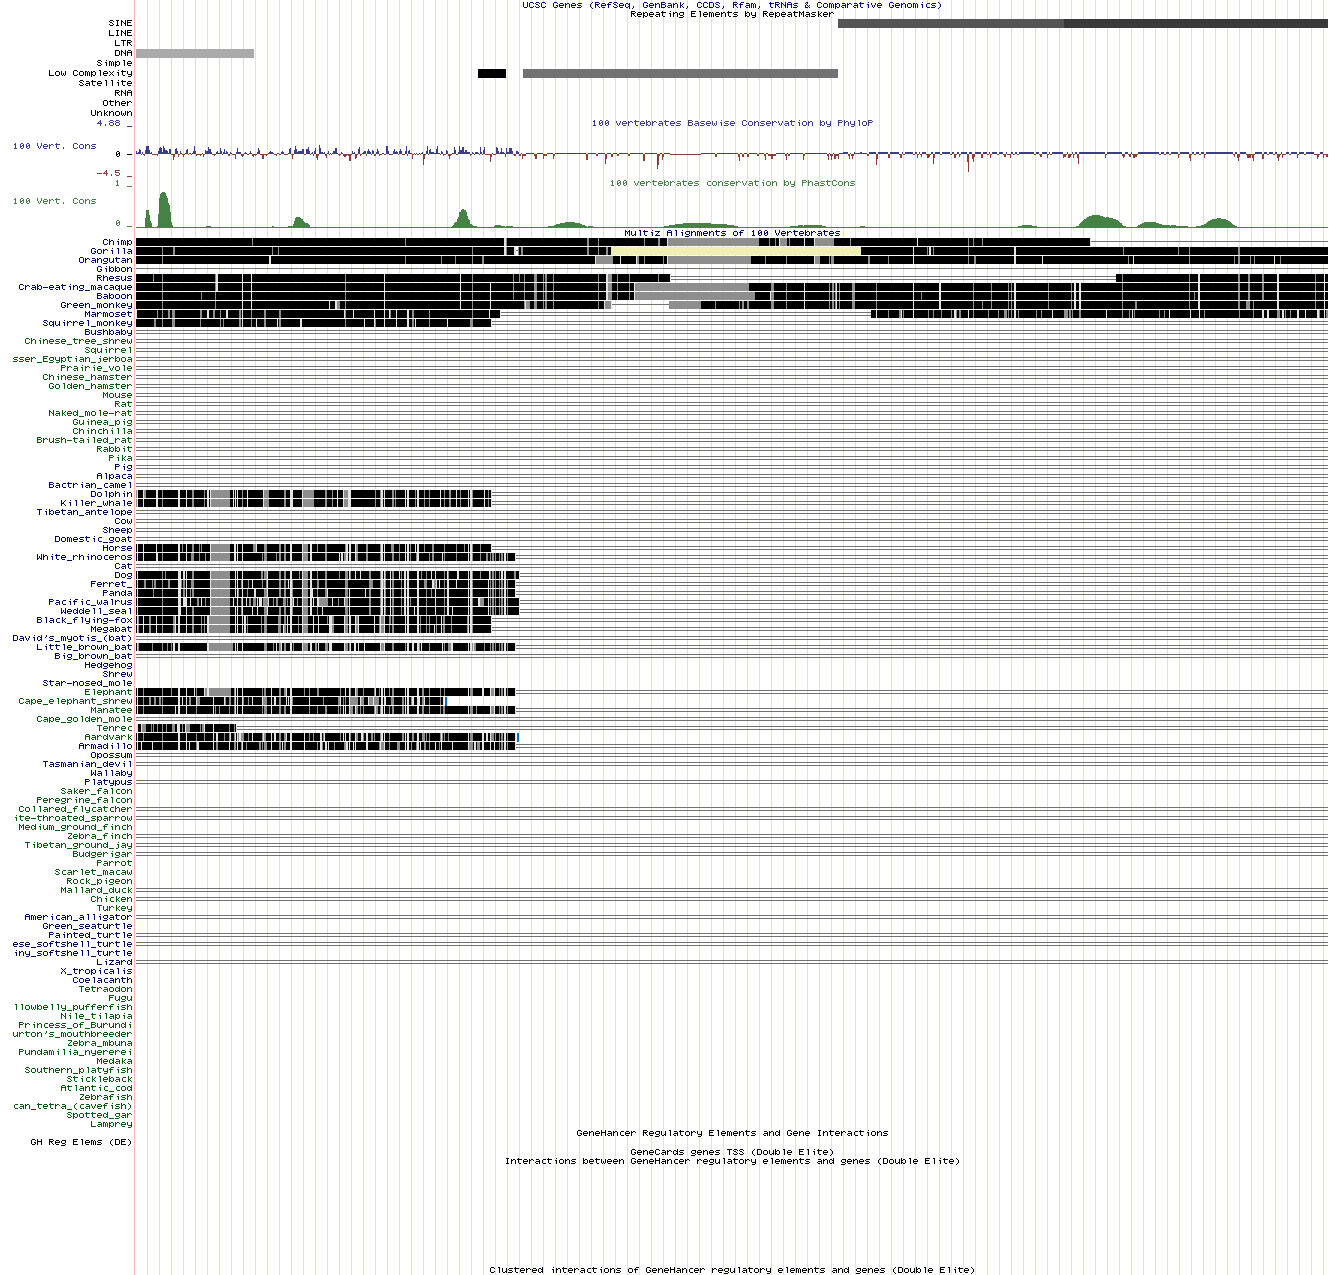 UCSC Genes (RefSeq, GenBank, CCDS, Rfam, tRNAs & Comparative Genomics)
Repeating Elements by RepeatMasker
SINE
LINE
LTR
DNA
Simple
Low Complexity
Satellite
RNA
Other
Unknown
4.88 _
100 vertebrates Basewise Conservation by PhyloP
100 Vert. Cons
0 _
-4.5 _
100 vertebrates conservation by PhastCons
1 _
100 Vert. Cons
0 _
Multiz Alignments of 100 Vertebrates
Chimp
Gorilla
Orangutan
Gibbon
Rhesus
Crab-eating_macaque
Baboon
Green_monkey
Marmoset
Squirrel_monkey
Bushbaby
Chinese_tree_shrew
Squirrel
sser_Egyptian_jerboa
Prairie_vole
Chinese_hamster
Golden_hamster
Mouse
Rat
Naked_mole-rat
Guinea_pig
Chinchilla
Brush-tailed_rat
Rabbit
Pika
Pig
Alpaca
Bactrian_camel
Dolphin
Killer_whale
Tibetan_antelope
Cow
Sheep
Domestic_goat
Horse
White_rhinoceros
Cat
Dog
Ferret_
Panda
Pacific_walrus
Weddell_seal
Black_flying-fox
Megabat
David's_myotis_(bat)
Little_brown_bat
Big_brown_bat
Hedgehog
Shrew
Star-nosed_mole
Elephant
Cape_elephant_shrew
Manatee
Cape_golden_mole
Tenrec
Aardvark
Armadillo
Opossum
Tasmanian_devil
Wallaby
Platypus
Saker_falcon
Peregrine_falcon
Collared_flycatcher
ite-throated_sparrow
Medium_ground_finch
Zebra_finch
Tibetan_ground_jay
Budgerigar
Parrot
Scarlet_macaw
Rock_pigeon
Mallard_duck
Chicken
Turkey
American_alligator
Green_seaturtle
Painted_turtle
ese_softshell_turtle
iny_softshell_turtle
Lizard
X_tropicalis
Coelacanth
Tetraodon
Fugu
llowbelly_pufferfish
Nile_tilapia
Princess_of_Burundi
urton's_mouthbreeder
Zebra_mbuna
Pundamilia_nyererei
Medaka
Southern_platyfish
Stickleback
Atlantic_cod
Zebrafish
can_tetra_(cavefish)
Spotted_gar
Lamprey
GeneHancer Regulatory Elements and Gene Interactions
GH Reg Elems (DE)
GeneCards genes TSS (Double Elite)
Interactions between GeneHancer regulatory elements and genes (Double Elite)
Clustered interactions of GeneHancer regulatory elements and genes (Double Elite)